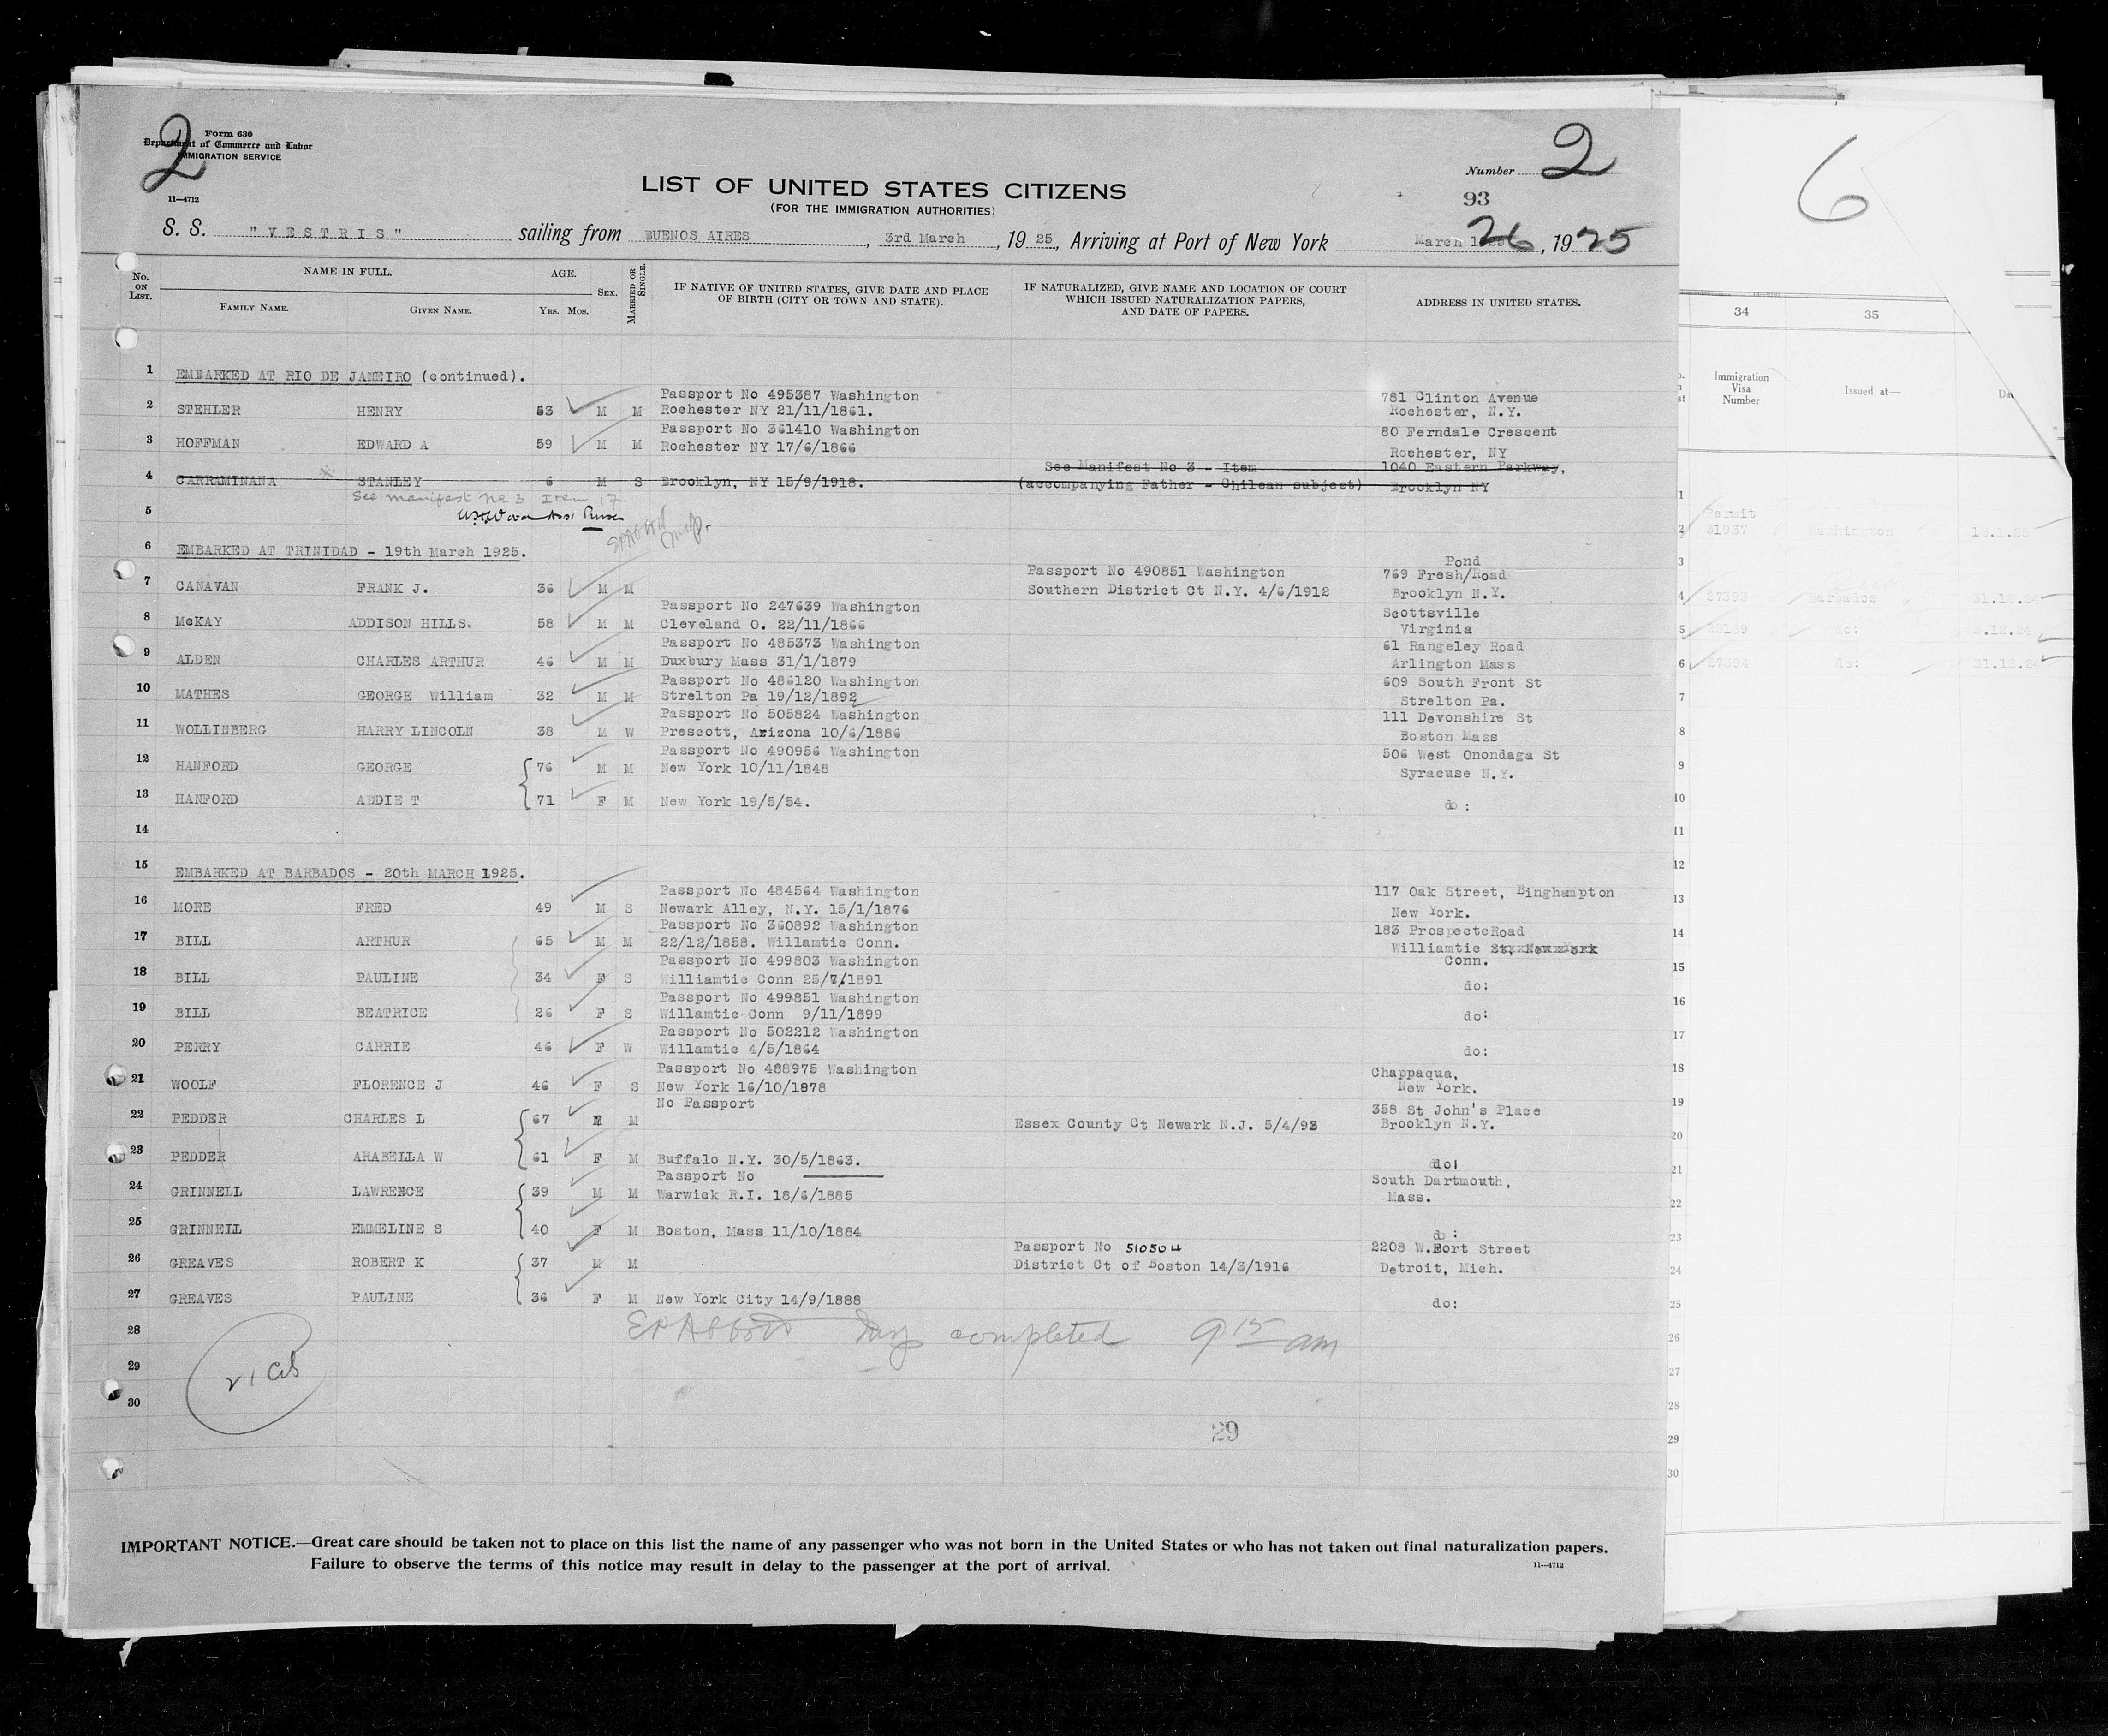 2
Form 630
Department of Commerce and Labor
IMMIGRATION SERVICE
11—4712
LIST OF UNITED STATES CITIZENS
(FOR THE IMMIGRATION AUTHORITIES)
Number 2
93
S. S. "VESTRIS" sailing from BUENOS AIRES, 3rd March, 1925, Arriving at Port of New York March 26, 1925
No. ON LIST.
NAME IN FULL.
FAMILY NAME.
GIVEN NAME.
AGE.
YRS. MOS.
SEX.
MARRIED OR SINGLE.
IF NATIVE OF UNITED STATES, GIVE DATE AND PLACE
OF BIRTH (CITY OR TOWN AND STATE).
IF NATURALIZED, GIVE NAME AND LOCATION OF COURT
WHICH ISSUED NATURALIZATION PAPERS,
AND DATE OF PAPERS.
ADDRESS IN UNITED STATES.
1 EMBARKED AT RIO DE JANEIRO (continued).
Passport No 495387 Washington 781 Clinton Avenue
2 STEHLER HENRY 63 M M Rochester NY 21/11/1861. Rochester, N.Y.
Passport No 361410 Washington 80 Ferndale Crescent
3 HOFFMAN EDWARD A 59 M M Rochester NY 17/6/1866 Rochester, NY
See Manifest No 3 - Item 1040 Eastern Parkway,
4 CARRAMINANA STANLEY 6 M S Brooklyn, NY 15/9/1918. (accompanying Father - Chilean subject) Brooklyn NY
See manifest no 3 Item 17
5
6 EMBARKED AT TRINIDAD - 19th March 1925.
Pond
Passport No 490851 Washington 769 Fresh/Road
7 CANAVAN FRANK J. 36 M M Southern District Ct N.Y. 4/6/1912 Brooklyn N.Y.
Passport No 247639 Washington Scottsville
8 McKAY ADDISON HILLS. 58 M M Cleveland O. 22/11/1866 Virginia
Passport No 485373 Washington 61 Rangeley Road
9 ALDEN CHARLES ARTHUR 46 M M Duxbury Mass 31/1/1879 Arlington Mass
Passport No 486120 Washington 609 South Front St
10 MATHES GEORGE William 32 M M Strelton Pa 19/12/1892 Strelton Pa.
Passport No 505824 Washington 111 Devonshire St
11 WOLLINBERG HARRY LINCOLN 38 M W Prescott, Arizona 10/6/1886 Boston Mass
Passport No 490956 Washington 506 West Onondaga St
12 HANFORD GEORGE 76 M M New York 10/11/1848 Syracuse N.Y.
13 HANFORD ADDIE T 71 F M New York 19/5/54. do:
14
15 EMBARKED AT BARBADOS - 20th MARCH 1925.
Passport No 484564 Washington 117 Oak Street, Binghampton
16 MORE FRED 49 M S Newark Alley, N.Y. 15/1/1876 New York.
Passport No 360892 Washington 183 ProspecteRoad
17 BILL ARTHUR 65 M M 22/12/1858. Willamtic Conn. Williamtic
Conn.
Passport No 499803 Washington
18 BILL PAULINE 34 F S Williamtic Conn 25/7/1891 do:
Passport No 499851 Washington
19 BILL BEATRICE 26 F S Willamtic Conn 9/11/1899 do:
Passport No 502212 Washington
20 PERRY CARRIE 46 F W Willamtic 4/5/1864 do:
Passport No 488975 Washington Chappaqua,
21 WOOLF FLORENCE J 46 F S New York 16/10/1878 New York.
No Passport 358 St John's Place
22 PEDDER CHARLES L 67 M M Essex County Ct Newark N.J. 5/4/93 Brooklyn N.Y.
23 PEDDER ARABELLA W 61 F M Buffalo N.Y. 30/5/1863. do:
Passport No South Dartmouth,
24 GRINNELL LAWRENCE 39 M M Warwick R.I. 18/6/1885 Mass.
25 GRINNELL EMMELINE S 40 F M Boston, Mass 11/10/1884 do:
Passport No 510504 2208 W.Fort Street
26 GREAVES ROBERT K 37 M M District Ct of Boston 14/3/1916 Detroit, Mich.
27 GREAVES PAULINE 36 F M New York City 14/9/1888 do:
28 completed 9 15 am
29
30
29
IMPORTANT NOTICE.—Great care should be taken not to place on this list the name of any passenger who was not born in the United States or who has not taken out final naturalization papers.
Failure to observe the terms of this notice may result in delay to the passenger at the port of arrival.
11—4712
6
34 35
Immigration
Visa
Number
Issued at—
Permit
31937 Washington
27393 Barbados 31.12.24
do: 8.12.24
27394 do: 31.12.24